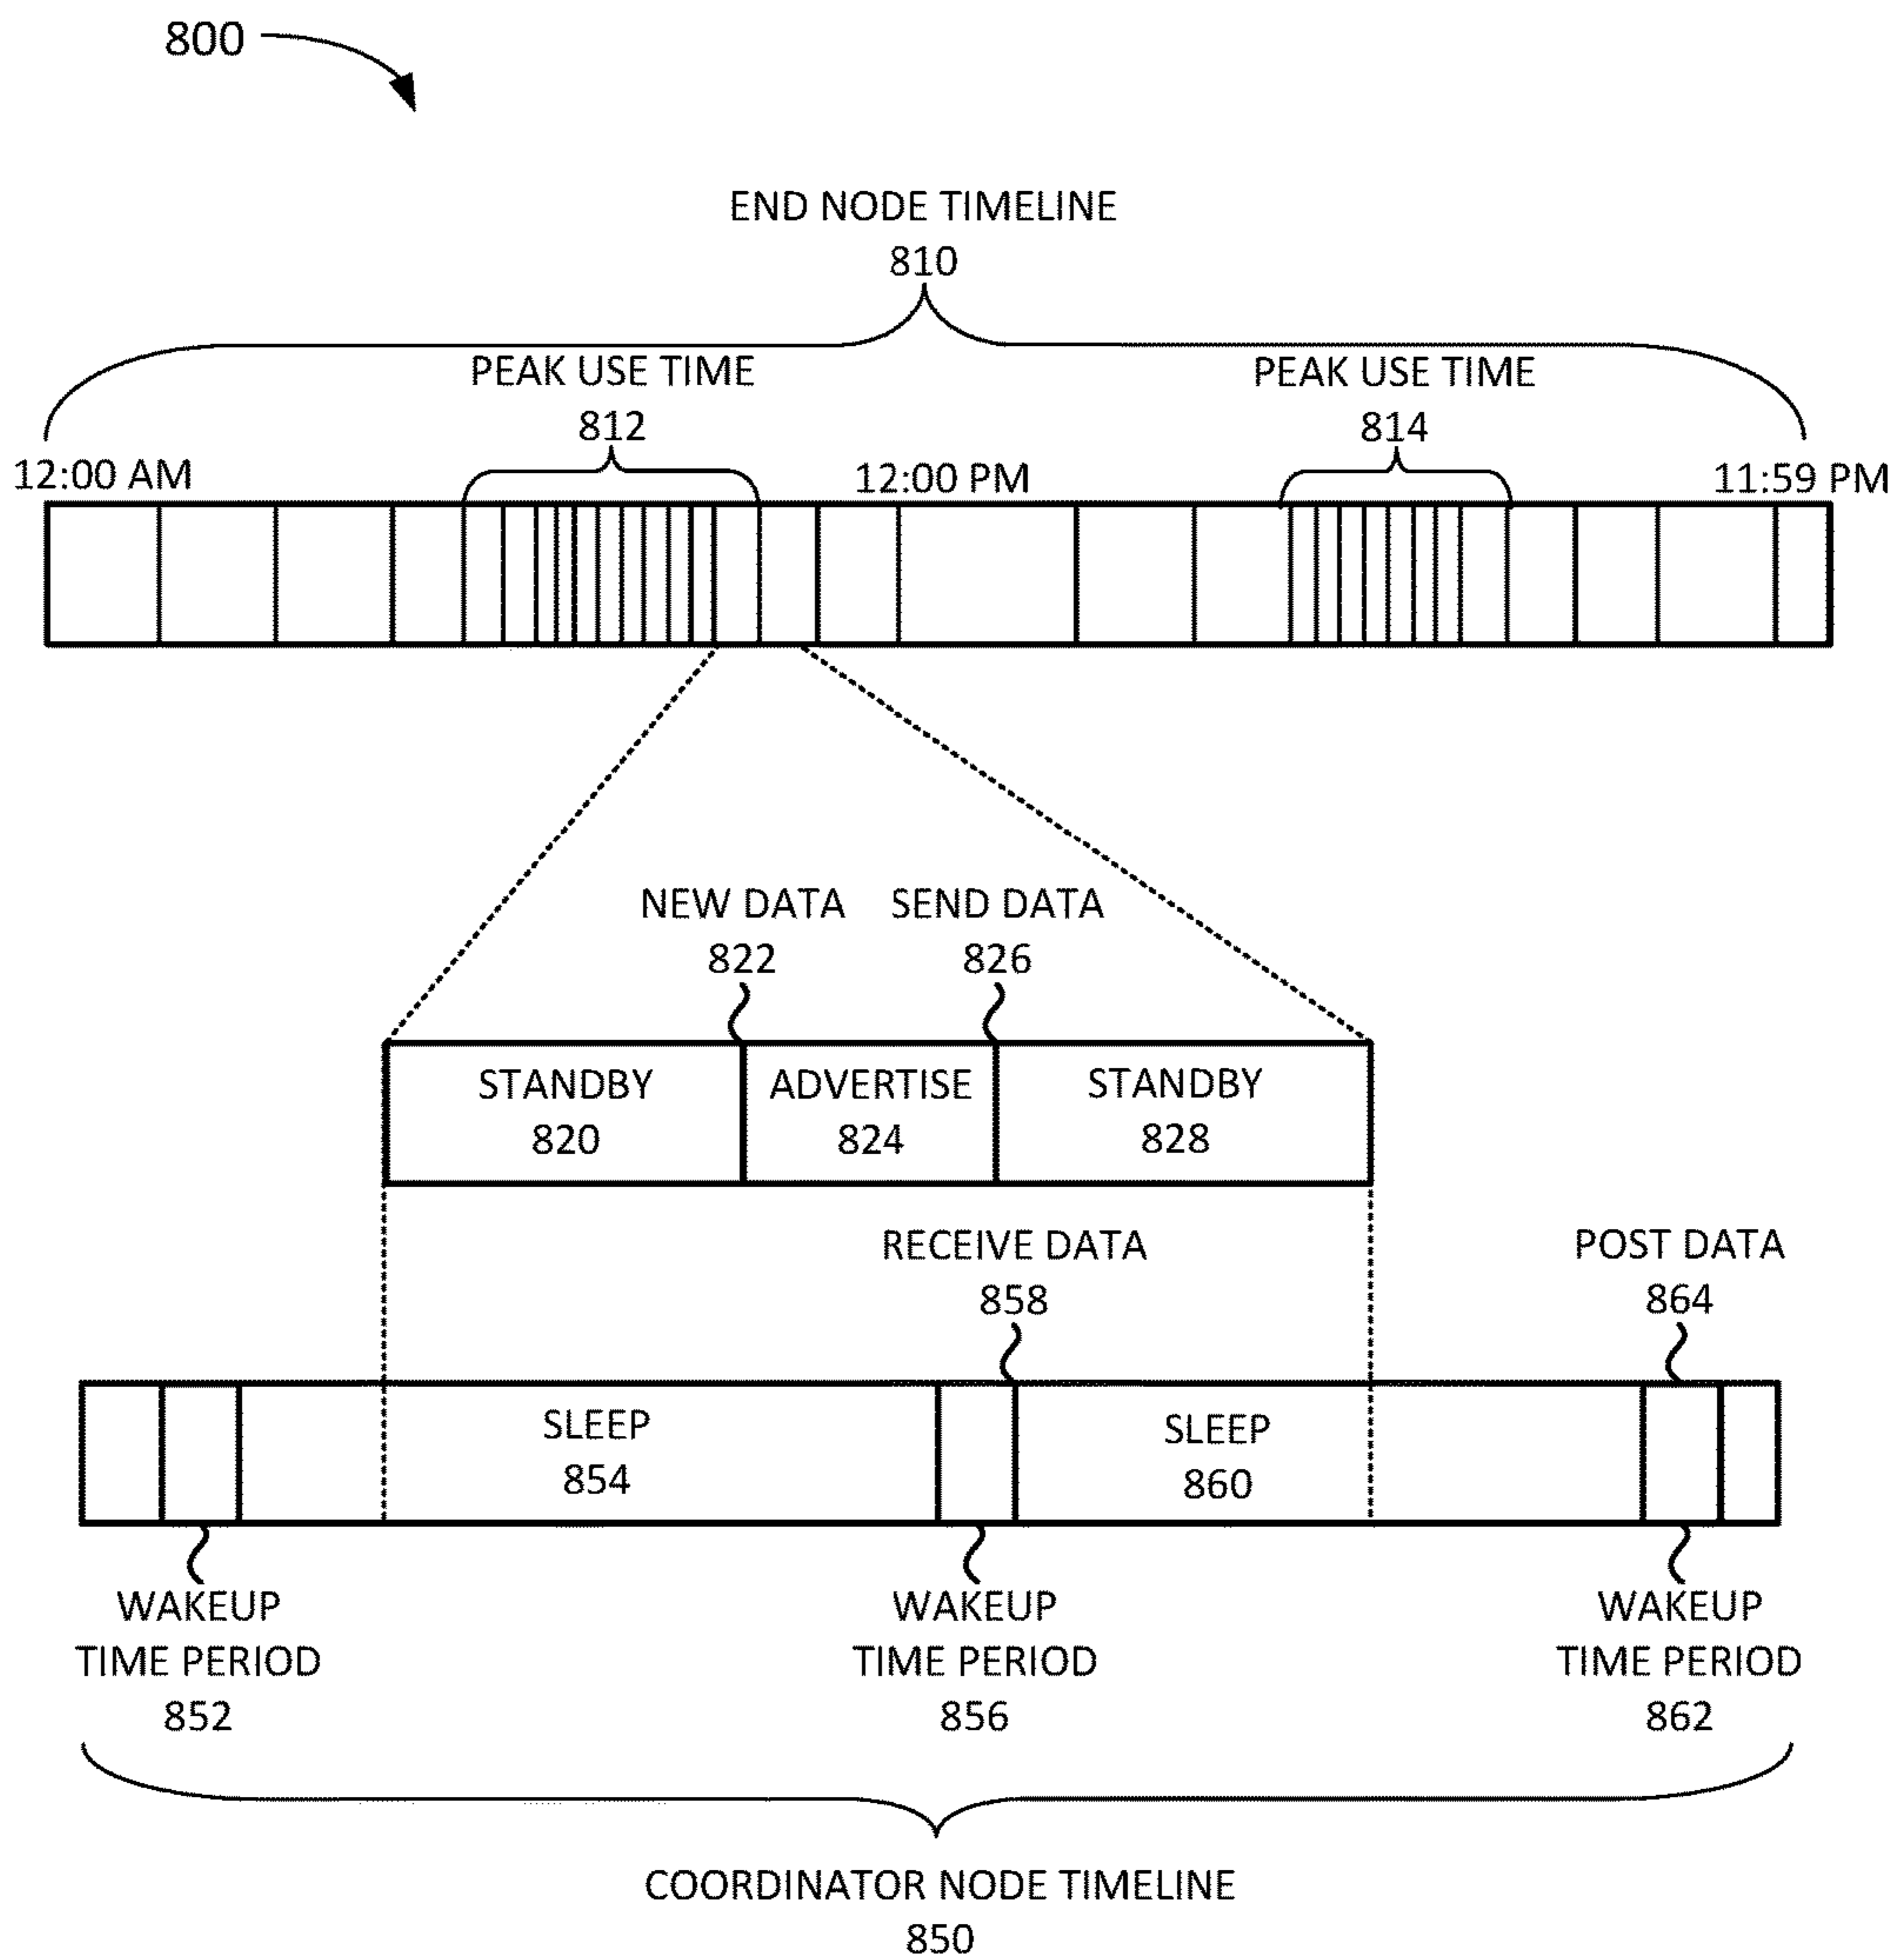 800
END NODE TIMELINE
810
PEAK USE TIME
812
PEAK USE TIME
814
12:00 AM
12:00 PM
11:59 PM
NEW DATA
822
SEND DATA
826
STANDBY
820
ADVERTISE
824
STANDBY
828
RECEIVE DATA
858
POST DATA
864
SLEEP
854
SLEEP
860
WAKEUP
TIME PERIOD
852
WAKEUP
TIME PERIOD
856
WAKEUP
TIME PERIOD
862
COORDINATOR NODE TIMELINE
850